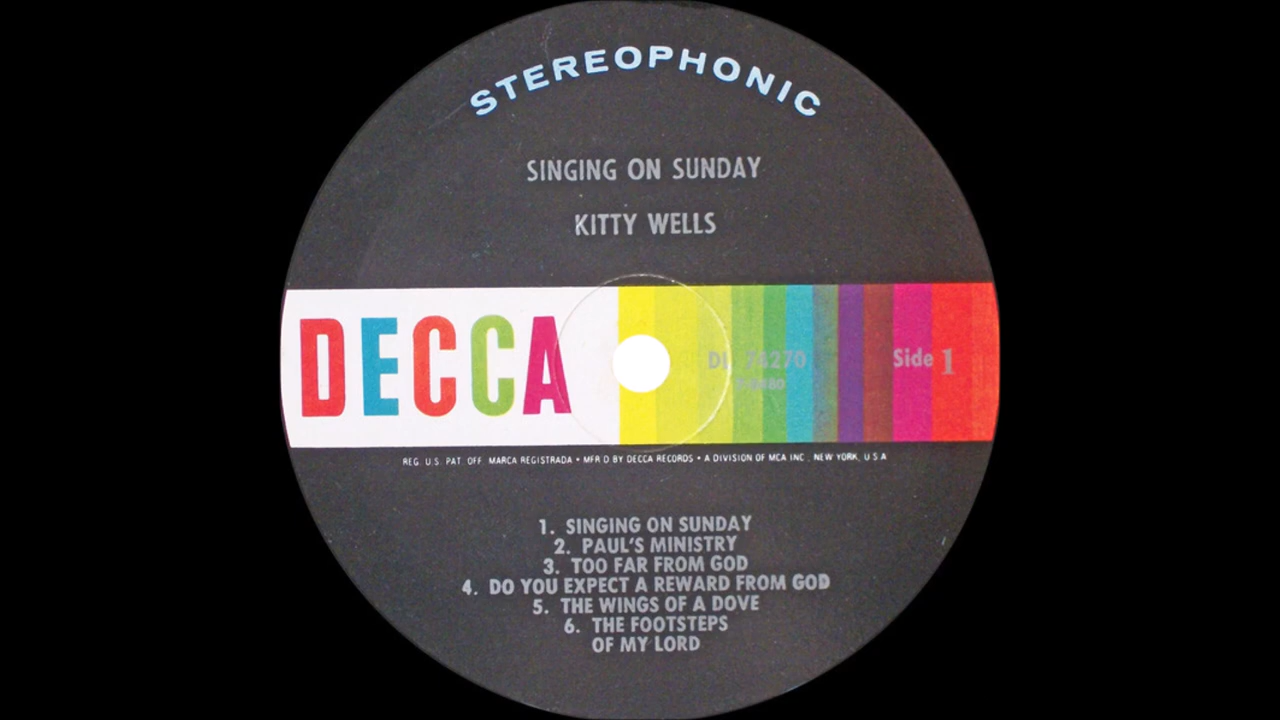 STEREOPHONIC
SINGING ON SUNDAY
KITTY WELLS
DECCA
DL 74270
Side 1
REG. U.S. PAT. OFF. MARCA REGISTRADA • MFR'D BY DECCA RECORDS • A DIVISION OF MCA INC., NEW YORK, U.S.A
1. SINGING ON SUNDAY
2. PAUL'S MINISTRY
3. TOO FAR FROM GOD
4. DO YOU EXPECT A REWARD FROM GOD
5. THE WINGS OF A DOVE
6. THE FOOTSTEPS
OF MY LORD